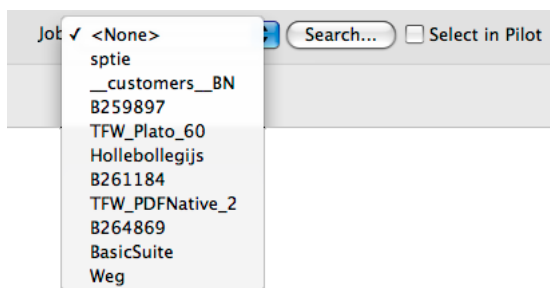 Job ✓ <None> Search... Select in Pilot
sptie
__customers__BN
B259897
TFW_Plato_60
Hollebollegijs
B261184
TFW_PDFNative_2
B264869
BasicSuite
Weg